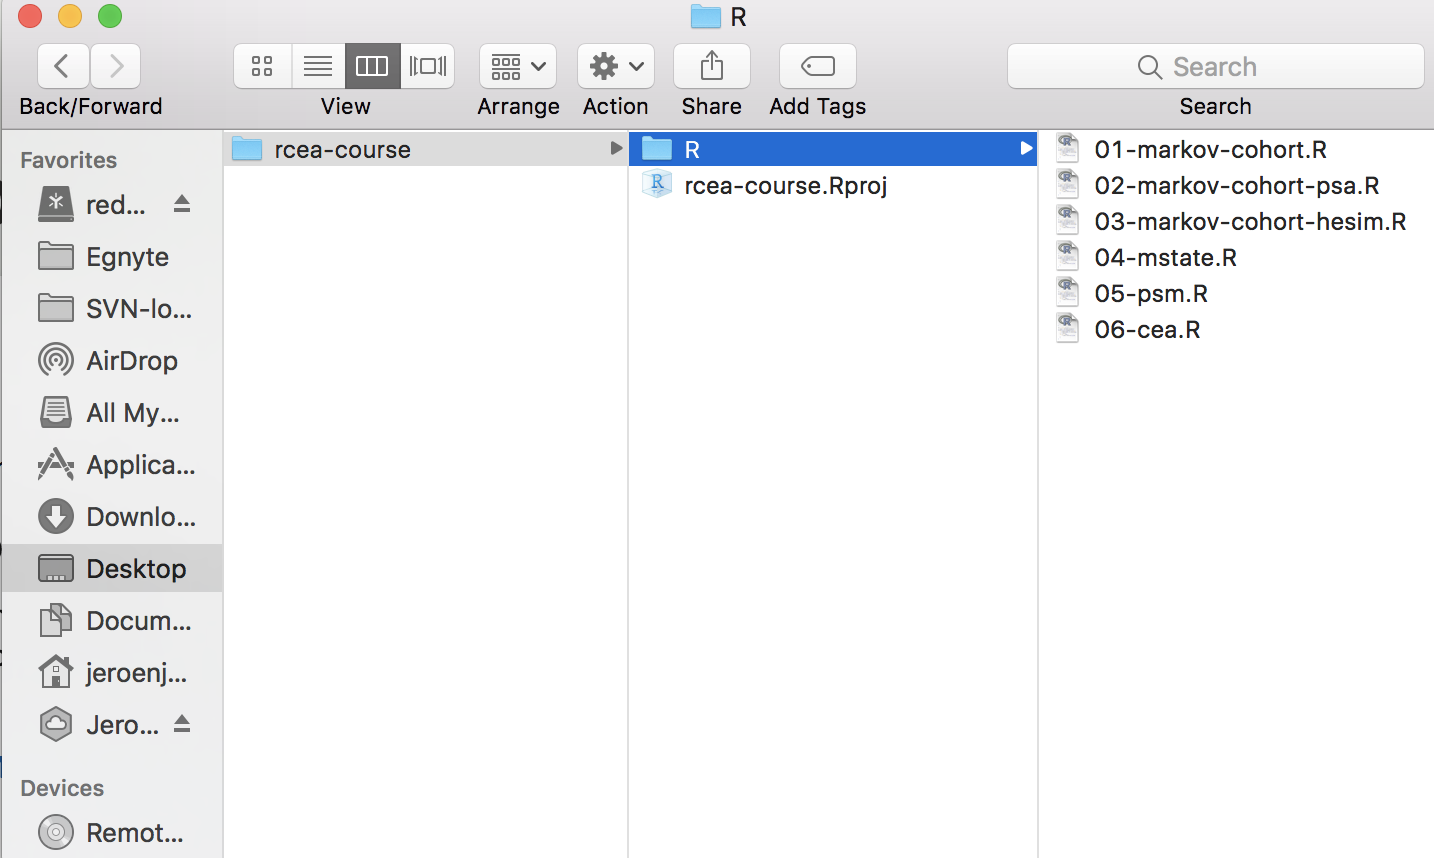 R
Back/Forward
View
Arrange
Action
Share
Add Tags
Search
Search
Favorites
red...
Egnyte
SVN-lo...
AirDrop
All My...
Applica...
Downlo...
Desktop
Docum...
jeroenj...
Jero...
Devices
Remot...
rcea-course
R
rcea-course.Rproj
01-markov-cohort.R
02-markov-cohort-psa.R
03-markov-cohort-hesim.R
04-mstate.R
05-psm.R
06-cea.R